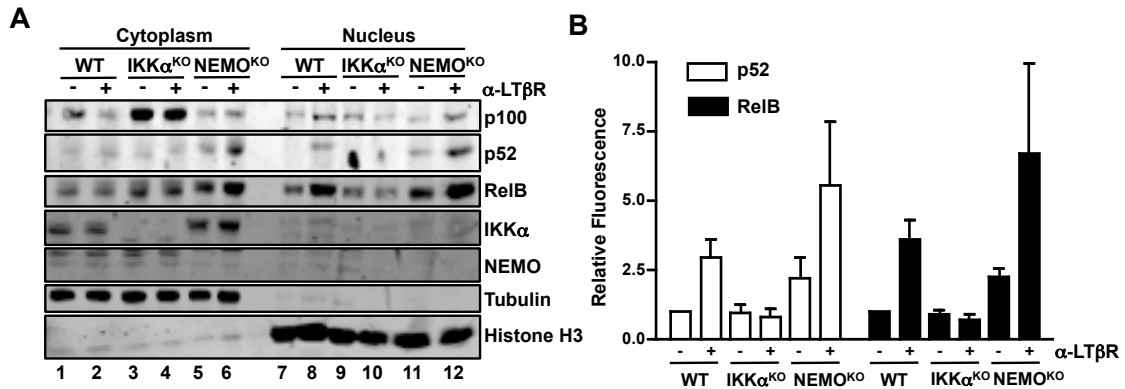 A
Cytoplasm Nucleus
WT IKKα^KO NEMO^KO WT IKKα^KO NEMO^KO
- + - + - + - + - + - + α-LTβR
p100
p52
RelB
IKKα
NEMO
Tubulin
Histone H3
1 2 3 4 5 6 7 8 9 10 11 12
B
10.0
7.5
5.0
2.5
0.0
Relative Fluorescence
p52
RelB
- + - + - + - + - + - + α-LTβR
WT IKKα^KO NEMO^KO WT IKKα^KO NEMO^KO